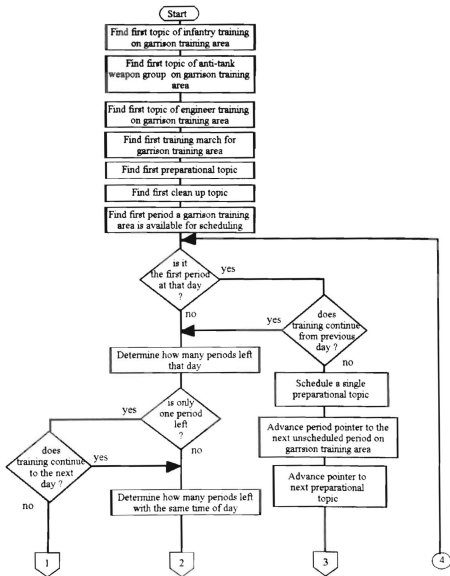 Start
Find first topic of infantry training
on garrison training area
Find first topic of anti-tank
weapon group on garrison training
area
Find first topic of engineer training
on garrison training area
Find first training march for
garrison training area
Find first preparational topic
Find first clean up topic
Find first period a garrison training
area is available for scheduling
is it
the first period
at that day
?
yes
no
does
training continue
from previous
day ?
yes
no
Determine how many periods left
that day
Schedule a single
preparational topic
is only
one period
left
?
yes
no
Advance period pointer to the
next unscheduled period on
garrsion training area
does
training continue
to the next
day ?
yes
no
Advance pointer to
next preparational
topic
Determine how many periods left
with the same time of day
1
2
3
4